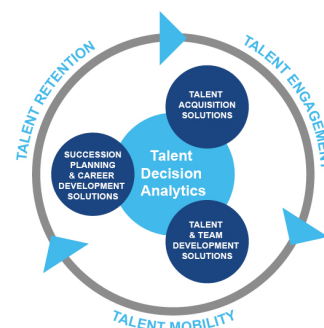 TALENT RETENTION
TALENT ENGAGEMENT
TALENT
ACQUISITION
SOLUTIONS
SUCCESSION
PLANNING
& CAREER
DEVELOPMENT
SOLUTIONS
Talent
Decision
Analytics
TALENT
& TEAM
DEVELOPMENT
SOLUTIONS
TALENT MOBILITY